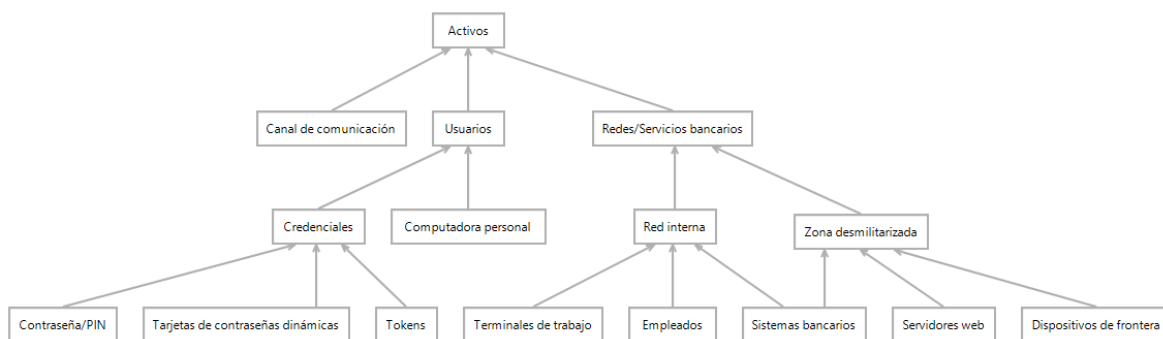 Activos
Canal de comunicación
Usuarios
Redes/Servicios bancarios
Credenciales
Computadora personal
Red interna
Zona desmilitarizada
Contraseña/PIN
Tarjetas de contraseñas dinámicas
Tokens
Terminales de trabajo
Empleados
Sistemas bancarios
Servidores web
Dispositivos de frontera